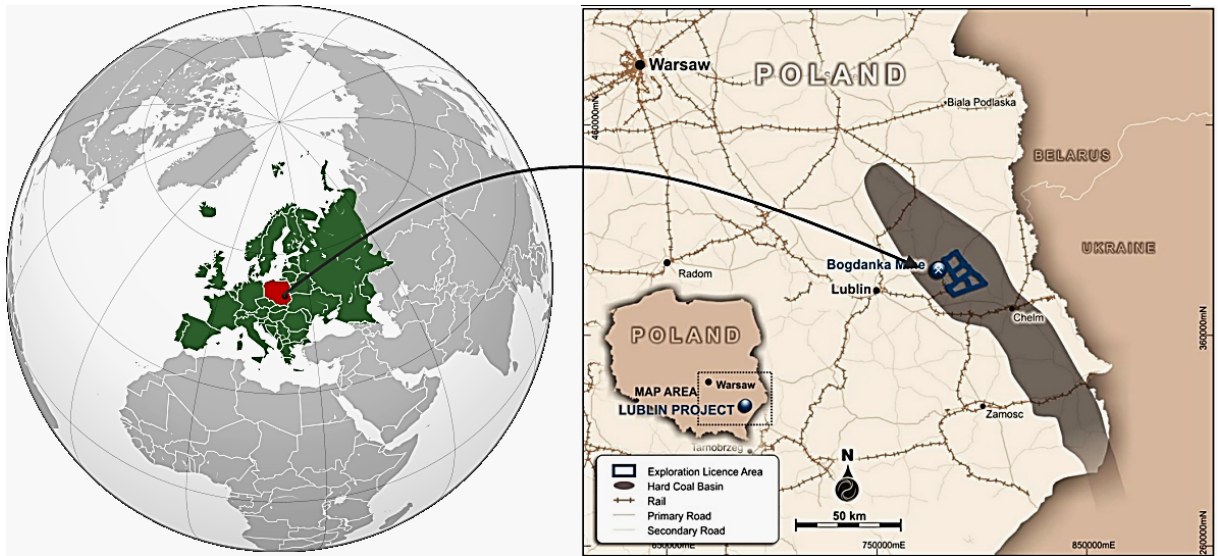 Warsaw
POLAND
Biala Podlaska
460000mN
BELARUS
UKRAINE
Bogdanka Mine
Radom
Lublin
Chelm
360000mN
POLAND
Warsaw
MAP AREA
LUBLIN PROJECT
Zamosc
Tarnobrzeg
N
Exploration Licence Area
Hard Coal Basin
Rail
Primary Road
Secondary Road
50 km
650000mE
750000mE
850000mE
260000mN